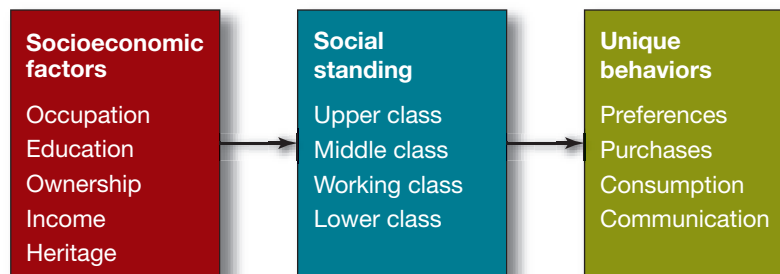 Socioeconomic
factors
Occupation
Education
Ownership
Income
Heritage
Social
standing
Upper class
Middle class
Working class
Lower class
Unique
behaviors
Preferences
Purchases
Consumption
Communication